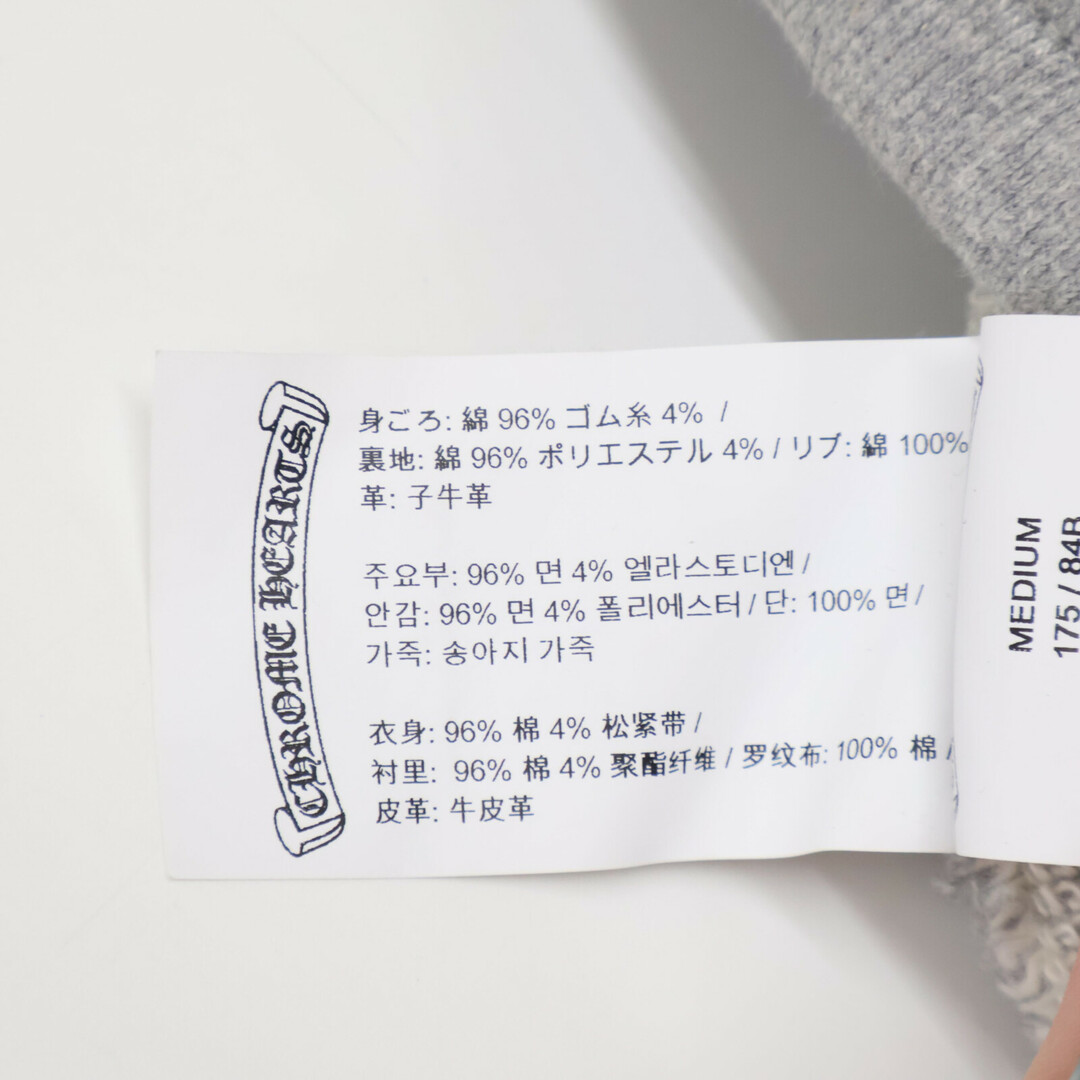 CHROME HEARTS
身ごろ: 綿 96% ゴム糸 4% /
裏地: 綿 96% ポリエステル 4% / リブ: 綿 100%
革: 子牛革
주요부: 96% 면 4% 엘라스토디엔 /
안감: 96% 면 4% 폴리에스터 / 단: 100% 면 /
가죽: 송아지 가죽
衣身: 96% 棉 4% 松紧带 /
衬里: 96% 棉 4% 聚酯纤维 / 罗纹布: 100% 棉 /
皮革: 牛皮革
MEDIUM
175 / 84B